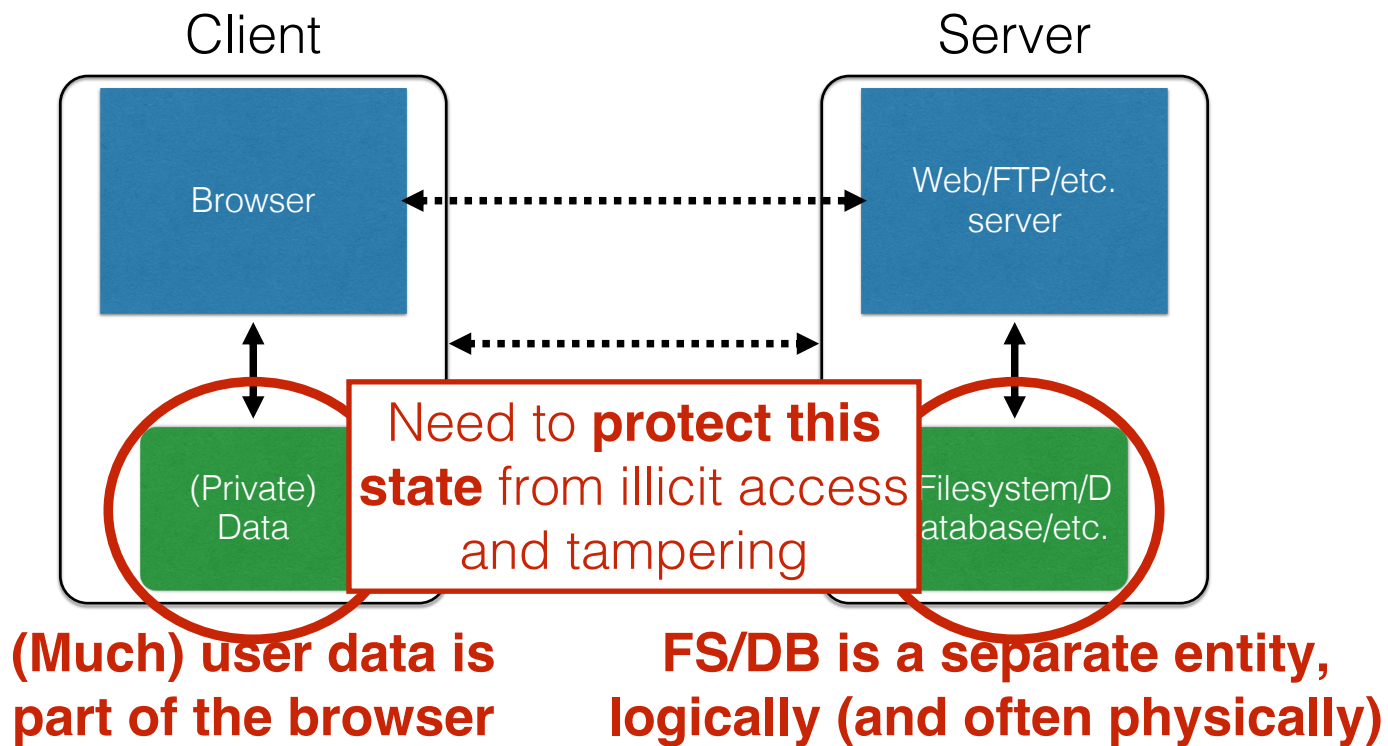 Client
Server
Browser
Web/FTP/etc.
server
(Private)
Data
Need to protect this
state from illicit access
and tampering
Filesystem/D
atabase/etc.
(Much) user data is
part of the browser
FS/DB is a separate entity,
logically (and often physically)